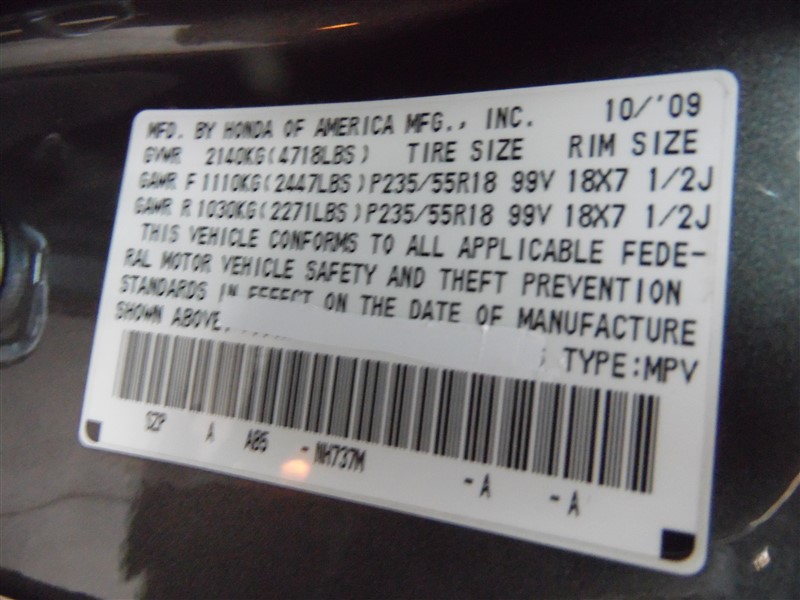 MFD. BY HONDA OF AMERICA MFG., INC. 10/'09
GVWR 2140KG(4718LBS) TIRE SIZE RIM SIZE
GAWR F 1110KG(2447LBS)P235/55R18 99V 18X7 1/2J
GAWR R 1030KG(2271LBS)P235/55R18 99V 18X7 1/2J
THIS VEHICLE CONFORMS TO ALL APPLICABLE FEDE-
RAL MOTOR VEHICLE SAFETY AND THEFT PREVENTION
STANDARDS IN EFFECT ON THE DATE OF MANUFACTURE
SHOWN ABOVE. TYPE:MPV
SZP A AB5 -NH737M -A -A